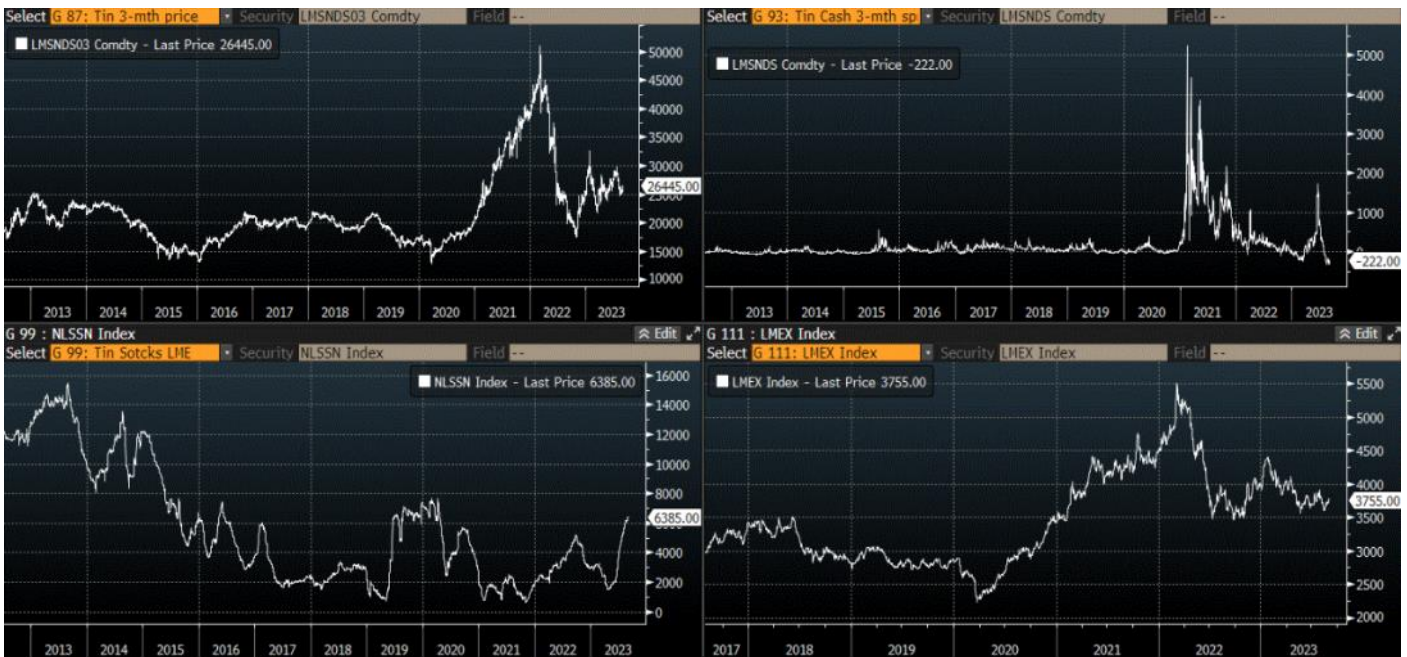 Select G 87: Tin 3-mth price Security LMSNDS03 Comdty Field --
LMSNDS03 Comdty - Last Price 26445.00
50000
45000
40000
35000
30000
26445.00
25000
20000
15000
10000
2013 2014 2015 2016 2017 2018 2019 2020 2021 2022 2023
Select G 93: Tin Cash 3-mth sp Security LMSNDS Comdty Field --
LMSNDS Comdty - Last Price -222.00
5000
4000
3000
2000
1000
0
-222.00
2013 2014 2015 2016 2017 2018 2019 2020 2021 2022 2023
G 99 : NLSSN Index Edit
Select G 99: Tin Sotcks LME Security NLSSN Index Field --
NLSSN Index - Last Price 6385.00
16000
14000
12000
10000
8000
6385.00
4000
2000
0
2013 2014 2015 2016 2017 2018 2019 2020 2021 2022 2023
G 111 : LMEX Index Edit
Select G 111: LMEX Index Security LMEX Index Field --
LMEX Index - Last Price 3755.00
5500
5000
4500
4000
3755.00
3500
3000
2500
2000
2017 2018 2019 2020 2021 2022 2023